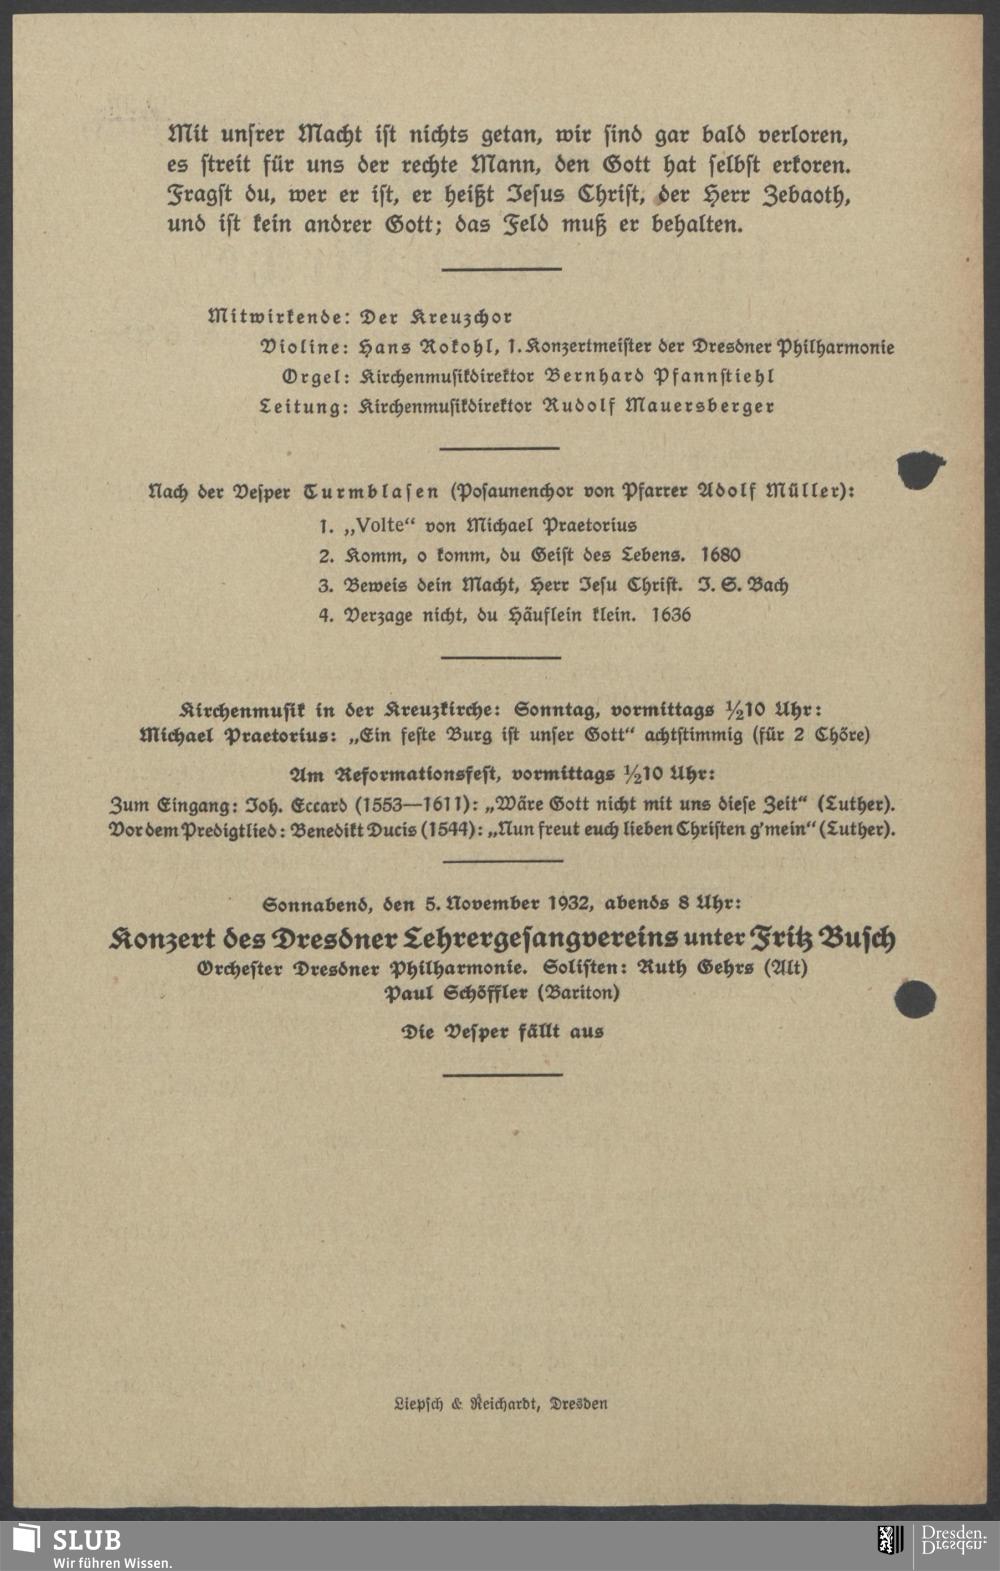 Mit unsrer Macht ist nichts getan, wir sind gar bald verloren,
es streit für uns der rechte Mann, den Gott hat selbst erkoren.
Fragst du, wer er ist, er heißt Jesus Christ, der Herr Zebaoth,
und ist kein andrer Gott; das Feld muß er behalten.
Mitwirkende: Der Kreuzchor
Violine: Hans Rokohl, 1. Konzertmeister der Dresdner Philharmonie
Orgel: Kirchenmusikdirektor Bernhard Pfannstiehl
Leitung: Kirchenmusikdirektor Rudolf Mauersberger
Nach der Vesper Turmblasen (Posaunenchor von Pfarrer Adolf Müller):
1. „Volte“ von Michael Praetorius
2. Komm, o komm, du Geist des Lebens. 1680
3. Beweis dein Macht, Herr Jesu Christ. J. S. Bach
4. Verzage nicht, du Häuflein klein. 1636
Kirchenmusik in der Kreuzkirche: Sonntag, vormittags ½10 Uhr:
Michael Praetorius: „Ein feste Burg ist unser Gott“ achtstimmig (für 2 Chöre)
Am Reformationsfest, vormittags ½10 Uhr:
Zum Eingang: Joh. Eccard (1553—1611): „Wäre Gott nicht mit uns diese Zeit“ (Luther).
Vor dem Predigtlied: Benedikt Ducis (1544): „Nun freut euch lieben Christen g'mein“ (Luther).
Sonnabend, den 5. November 1932, abends 8 Uhr:
Konzert des Dresdner Lehrergesangvereins unter Fritz Busch
Orchester Dresdner Philharmonie. Solisten: Ruth Gehrs (Alt)
Paul Schöffler (Bariton)
Die Vesper fällt aus
Liepsch & Reichardt, Dresden
SLUB
Wir führen Wissen.
Dresden.
Dresden.